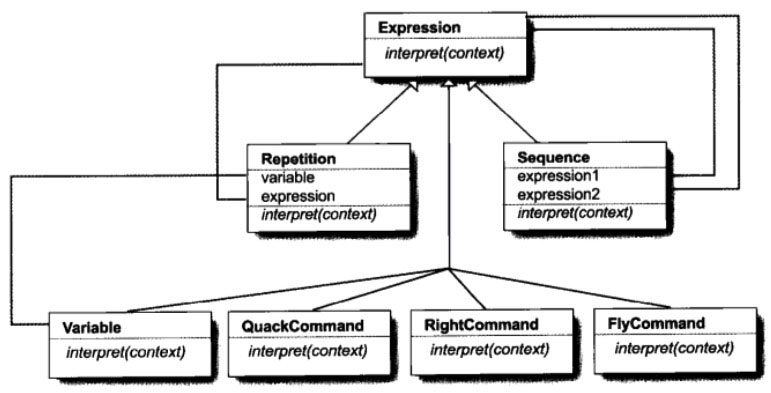 Expression
interpret(context)
Repetition
variable
expression
interpret(context)
Sequence
expression1
expression2
interpret(context)
Variable
interpret(context)
QuackCommand
interpret(context)
RightCommand
interpret(context)
FlyCommand
interpret(context)